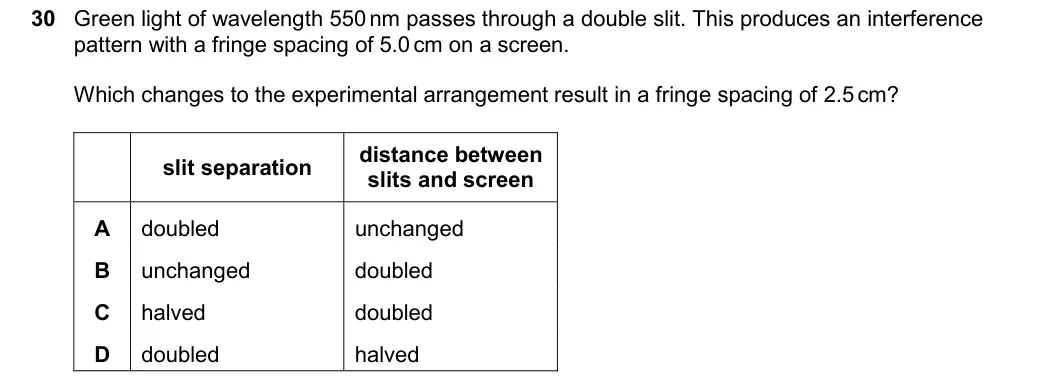 30 Green light of wavelength 550 nm passes through a double slit. This produces an interference
pattern with a fringe spacing of 5.0 cm on a screen.
Which changes to the experimental arrangement result in a fringe spacing of 2.5 cm?
slit separation distance between
slits and screen
A doubled unchanged
B unchanged doubled
C halved doubled
D doubled halved